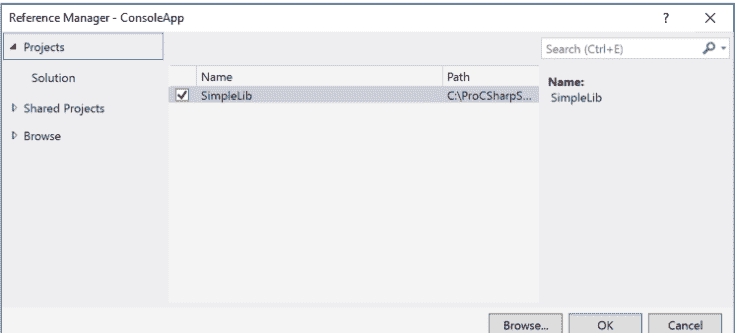 Reference Manager - ConsoleApp
Projects
Search (Ctrl+E)
Solution
Name Path
Name:
SimpleLib C:\ProCSharpS...
SimpleLib
Shared Projects
Browse
Browse... OK Cancel